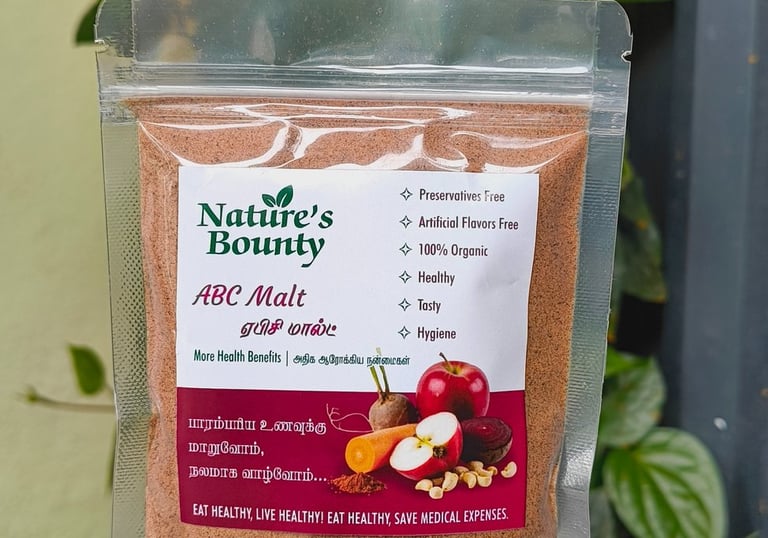 Nature's
Bounty
ABC Malt
ஏபிசி மால்ட்
More Health Benefits | அதிக ஆரோக்கிய நன்மைகள்
Preservatives Free
Artificial Flavors Free
100% Organic
Healthy
Tasty
Hygiene
பாரம்பரிய உணவுக்கு
மாறுவோம்,
நலமாக வாழ்வோம்...
EAT HEALTHY, LIVE HEALTHY! EAT HEALTHY, SAVE MEDICAL EXPENSES.